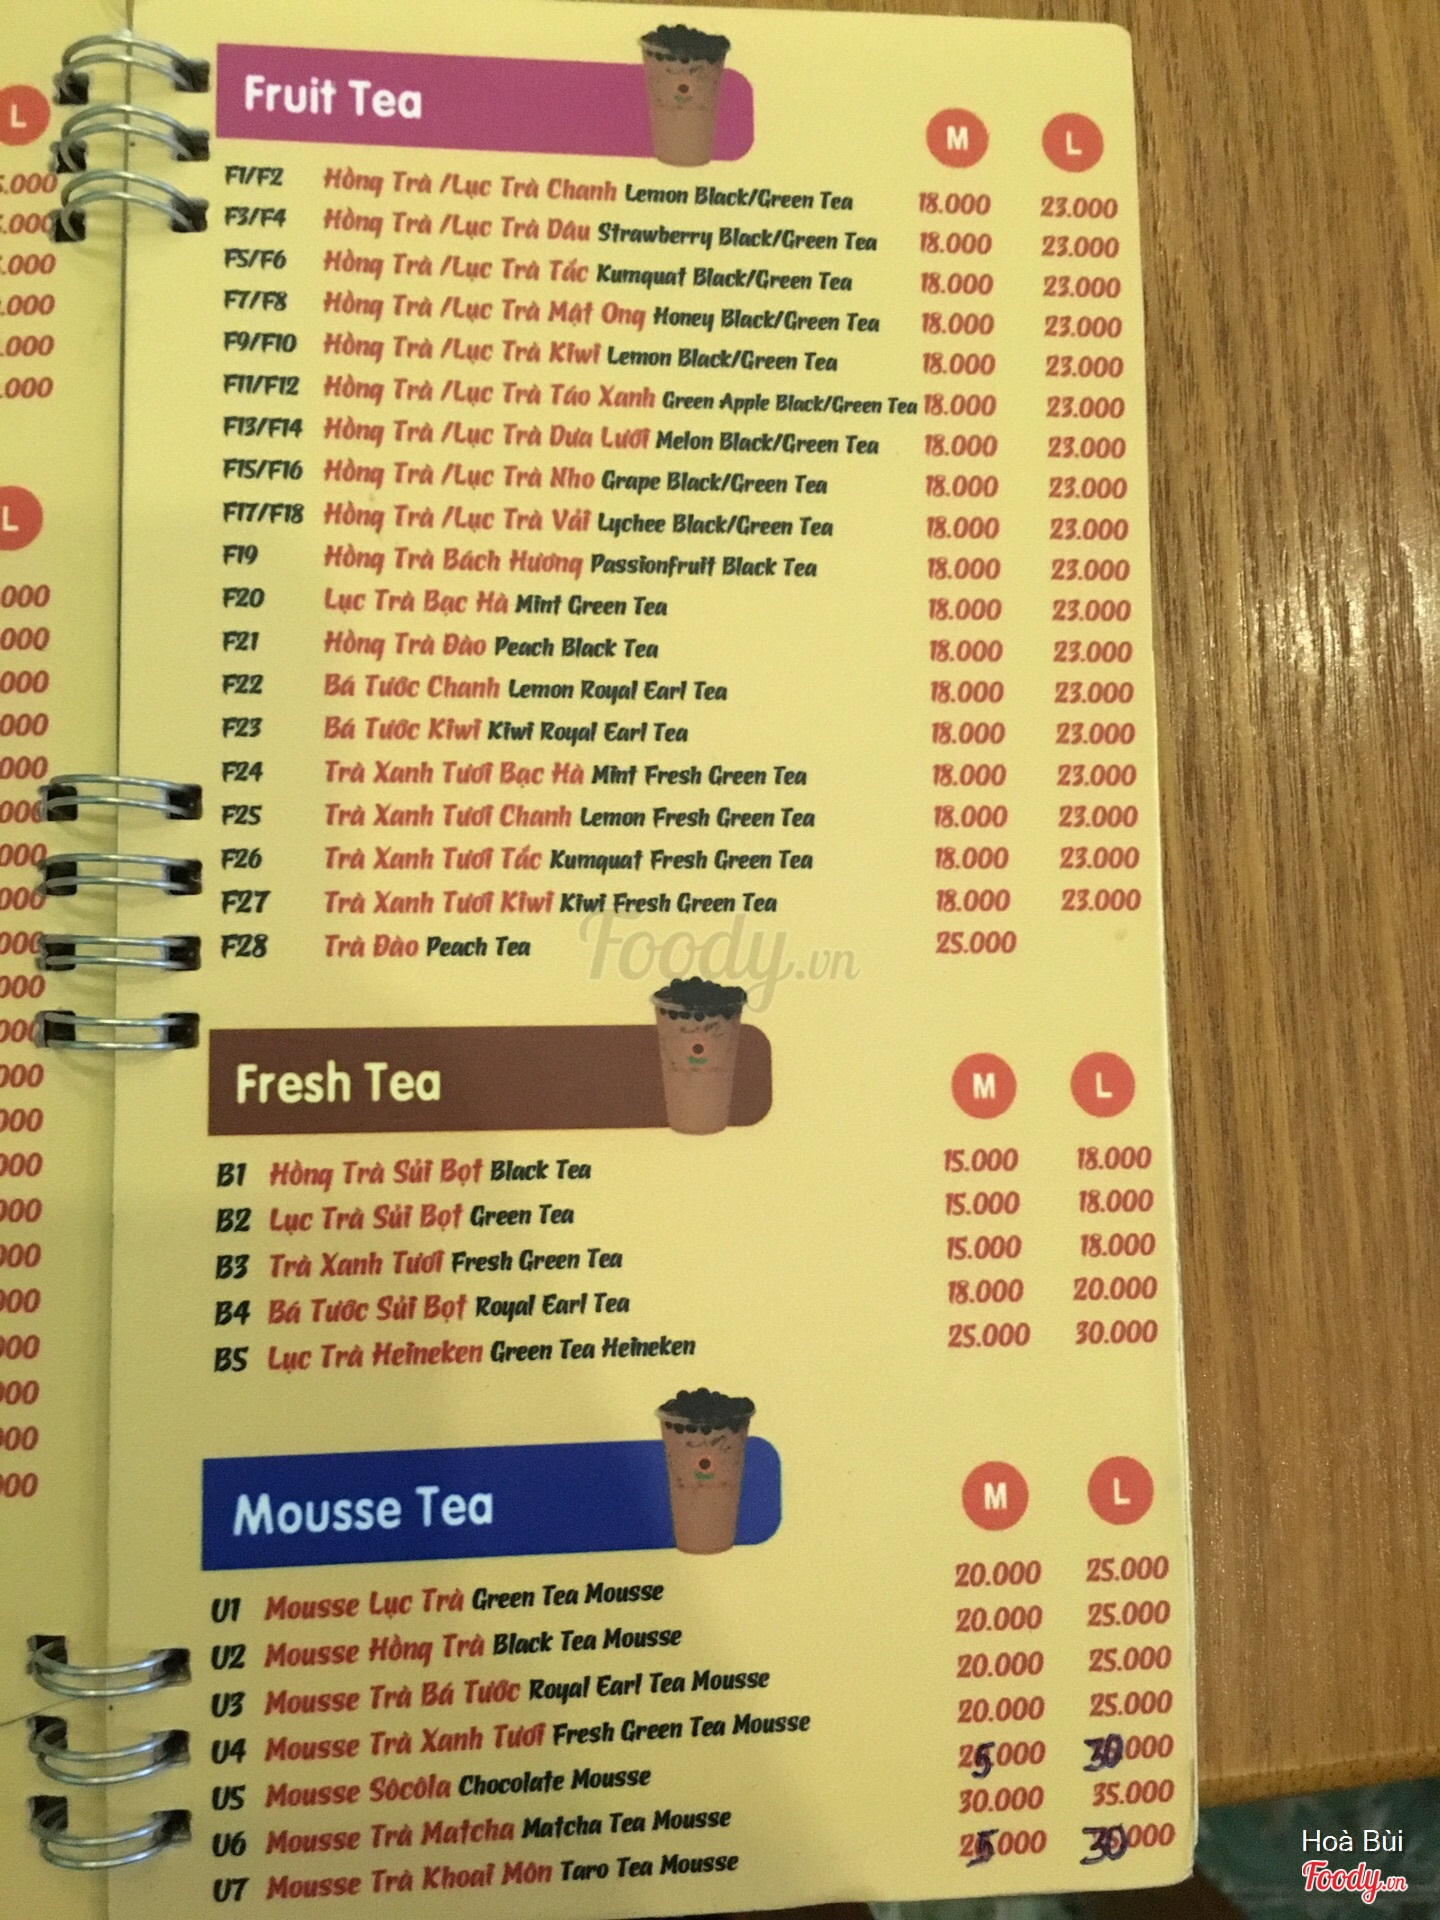 Fruit Tea M L
F1/F2 Hồng Trà /Lục Trà Chanh Lemon Black/Green Tea 18.000 23.000
F3/F4 Hồng Trà /Lục Trà Dâu Strawberry Black/Green Tea 18.000 23.000
F5/F6 Hồng Trà /Lục Trà Tắc Kumquat Black/Green Tea 18.000 23.000
F7/F8 Hồng Trà /Lục Trà Mật Ong Honey Black/Green Tea 18.000 23.000
F9/F10 Hồng Trà /Lục Trà Kiwi Lemon Black/Green Tea 18.000 23.000
F11/F12 Hồng Trà /Lục Trà Táo Xanh Green Apple Black/Green Tea 18.000 23.000
F13/F14 Hồng Trà /Lục Trà Dưa Lưới Melon Black/Green Tea 18.000 23.000
F15/F16 Hồng Trà /Lục Trà Nho Grape Black/Green Tea 18.000 23.000
F17/F18 Hồng Trà /Lục Trà Vải Lychee Black/Green Tea 18.000 23.000
F19 Hồng Trà Bách Hương Passionfruit Black Tea 18.000 23.000
F20 Lục Trà Bạc Hà Mint Green Tea 18.000 23.000
F21 Hồng Trà Đào Peach Black Tea 18.000 23.000
F22 Bá Tước Chanh Lemon Royal Earl Tea 18.000 23.000
F23 Bá Tước Kiwi Kiwi Royal Earl Tea 18.000 23.000
F24 Trà Xanh Tươi Bạc Hà Mint Fresh Green Tea 18.000 23.000
F25 Trà Xanh Tươi Chanh Lemon Fresh Green Tea 18.000 23.000
F26 Trà Xanh Tươi Tắc Kumquat Fresh Green Tea 18.000 23.000
F27 Trà Xanh Tươi Kiwi Kiwi Fresh Green Tea 18.000 23.000
F28 Trà Đào Peach Tea 25.000
Foody.vn
Fresh Tea M L
B1 Hồng Trà Sủi Bọt Black Tea 15.000 18.000
B2 Lục Trà Sủi Bọt Green Tea 15.000 18.000
B3 Trà Xanh Tươi Fresh Green Tea 15.000 18.000
B4 Bá Tước Sủi Bọt Royal Earl Tea 18.000 20.000
B5 Lục Trà Heineken Green Tea Heineken 25.000 30.000
Mousse Tea M L
U1 Mousse Lục Trà Green Tea Mousse 20.000 25.000
U2 Mousse Hồng Trà Black Tea Mousse 20.000 25.000
U3 Mousse Trà Bá Tước Royal Earl Tea Mousse 20.000 25.000
U4 Mousse Trà Xanh Tươi Fresh Green Tea Mousse 20.000 25.000
U5 Mousse Sôcôla Chocolate Mousse 25.000 30.000
U6 Mousse Trà Matcha Matcha Tea Mousse 30.000 35.000
U7 Mousse Trà Khoai Môn Taro Tea Mousse 25.000 30.000
Hoà Bùi
Foody.vn